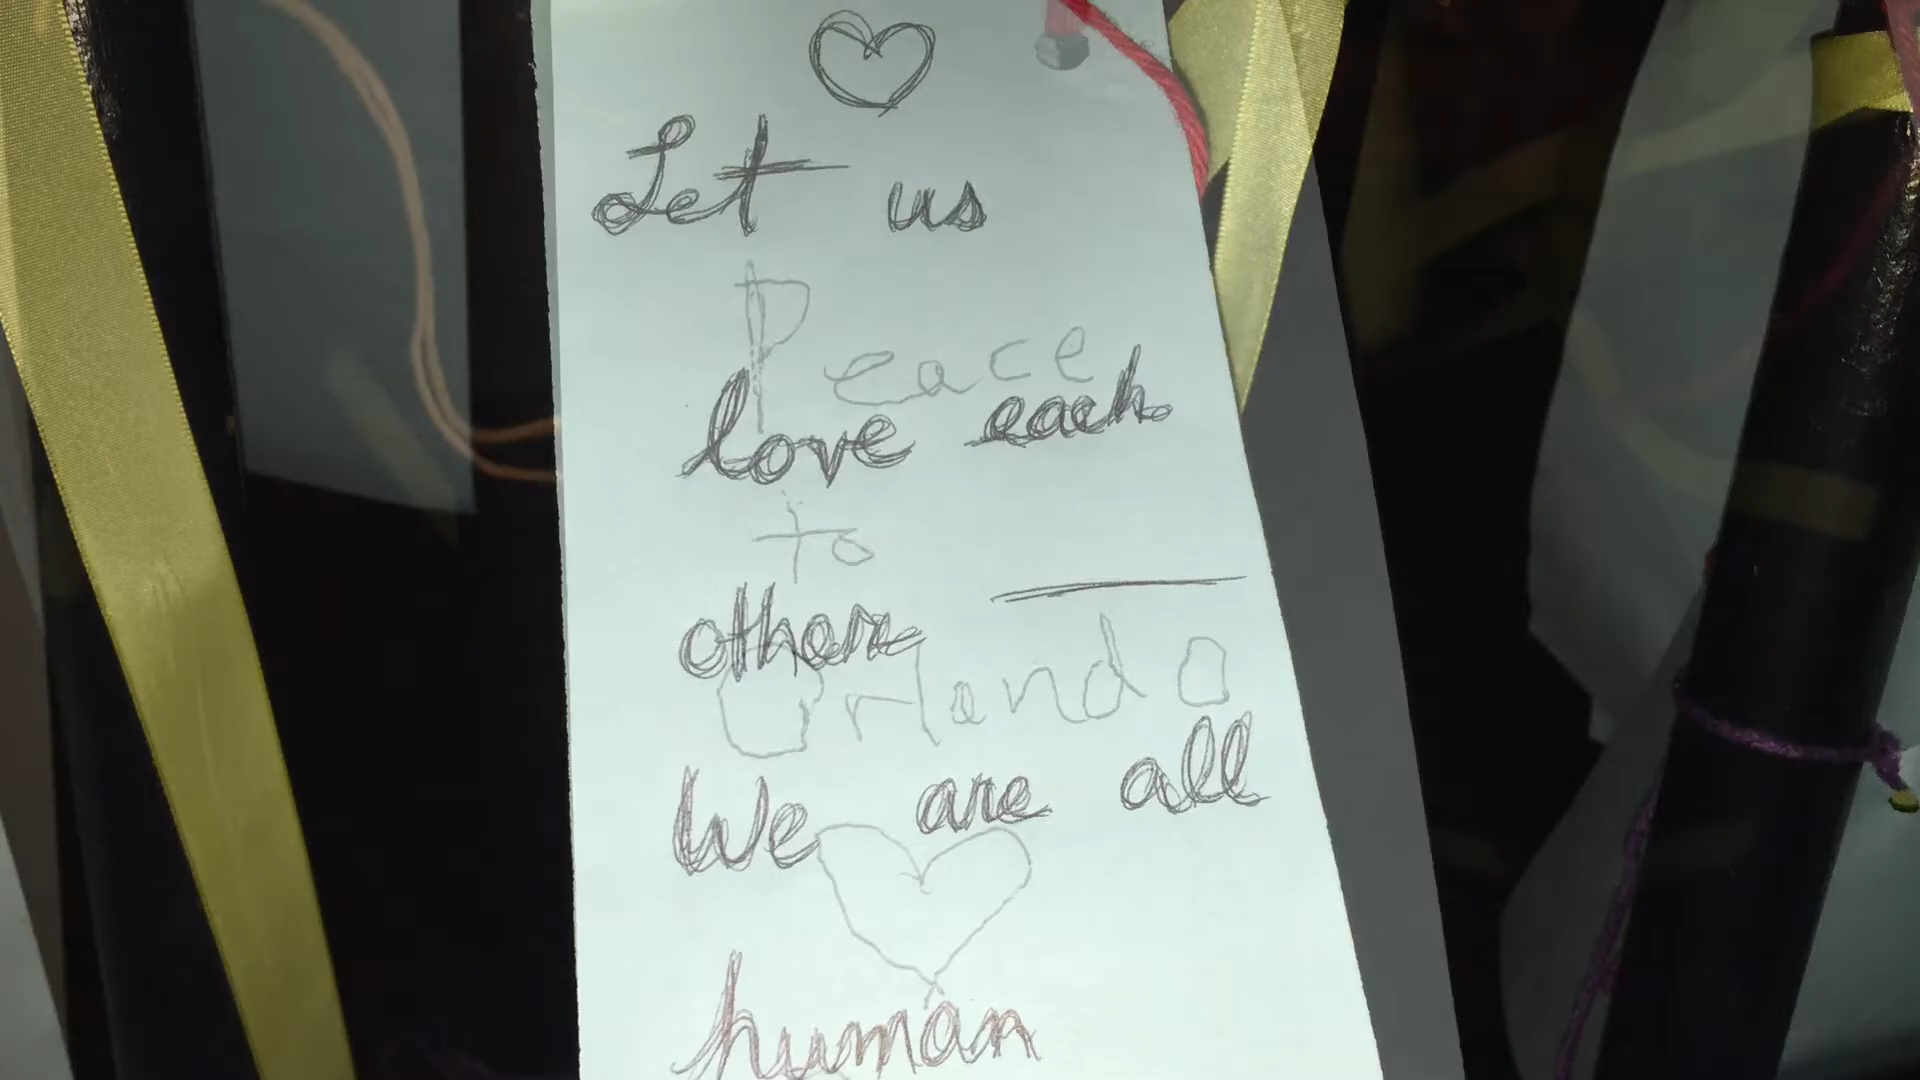 Let us
Peace
love each
to
other
Orlando
We are all
human